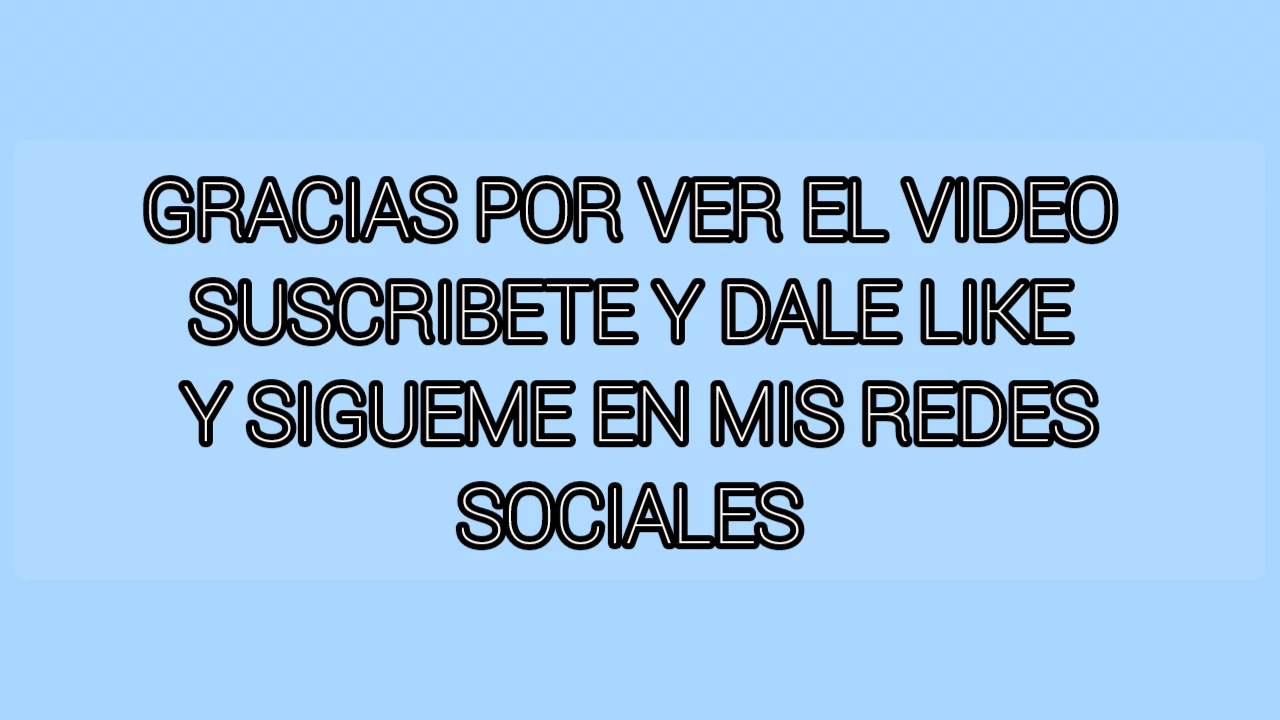 GRACIAS POR VER EL VIDEO
SUSCRIBETE Y DALE LIKE
Y SIGUEME EN MIS REDES
SOCIALES